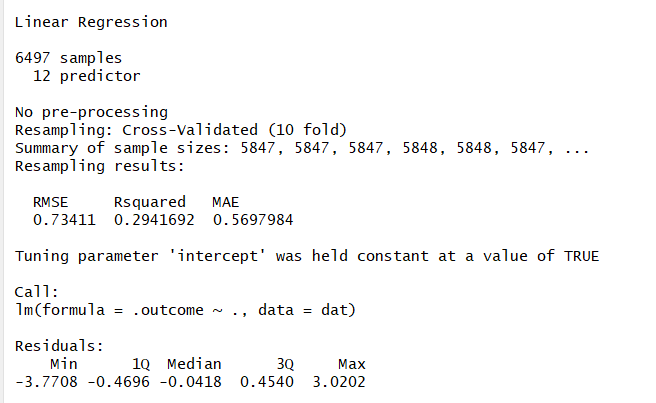 Linear Regression
6497 samples
12 predictor
No pre-processing
Resampling: Cross-Validated (10 fold)
Summary of sample sizes: 5847, 5847, 5847, 5848, 5848, 5847, ...
Resampling results:
RMSE Rsquared MAE
0.73411 0.2941692 0.5697984
Tuning parameter 'intercept' was held constant at a value of TRUE
Call:
lm(formula = .outcome ~ ., data = dat)
Residuals:
Min 1Q Median 3Q Max
-3.7708 -0.4696 -0.0418 0.4540 3.0202